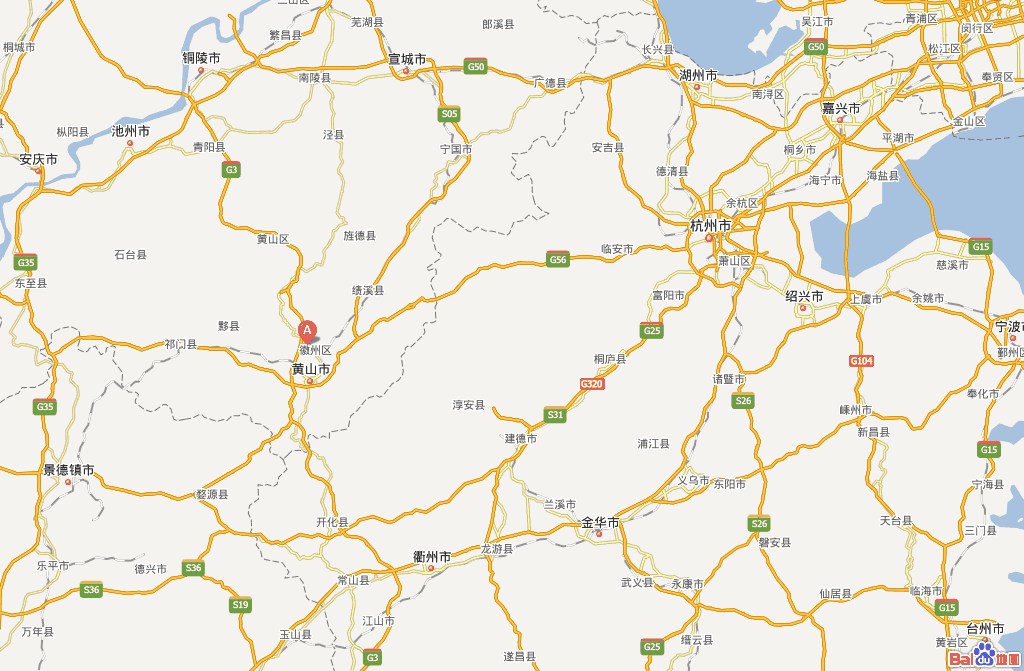 芜湖县
郎溪县
吴江市
青浦区
闵行区
繁昌县
桐城市
铜陵市
宣城市
G50
长兴县
G50
松江区
南陵县
广德县
湖州市
南浔区
奉贤区
S05
嘉兴市
金山区
枞阳县
池州市
泾县
平湖市
青阳县
宁国市
安吉县
桐乡市
安庆市
G3
德清县
海宁市
海盐县
余杭区
杭州市
黄山区
旌德县
临安市
G15
石台县
G56
萧山区
慈溪市
G35
东至县
绩溪县
富阳市
绍兴市
上虞市
余姚市
黟县
A
G25
宁波市
祁门县
徽州区
鄞州区
黄山市
桐庐县
G104
G320
诸暨市
奉化市
G35
淳安县
S31
S26
嵊州市
建德市
浦江县
新昌县
G15
景德镇市
义乌市
东阳市
宁海县
婺源县
兰溪市
开化县
金华市
S26
天台县
三门县
衢州市
龙游县
磐安县
乐平市
德兴市
S36
常山县
武义县
永康市
S36
仙居县
临海市
S19
G15
江山市
万年县
玉山县
缙云县
台州市
G25
黄岩区
G3
遂昌县
Bai du 地图